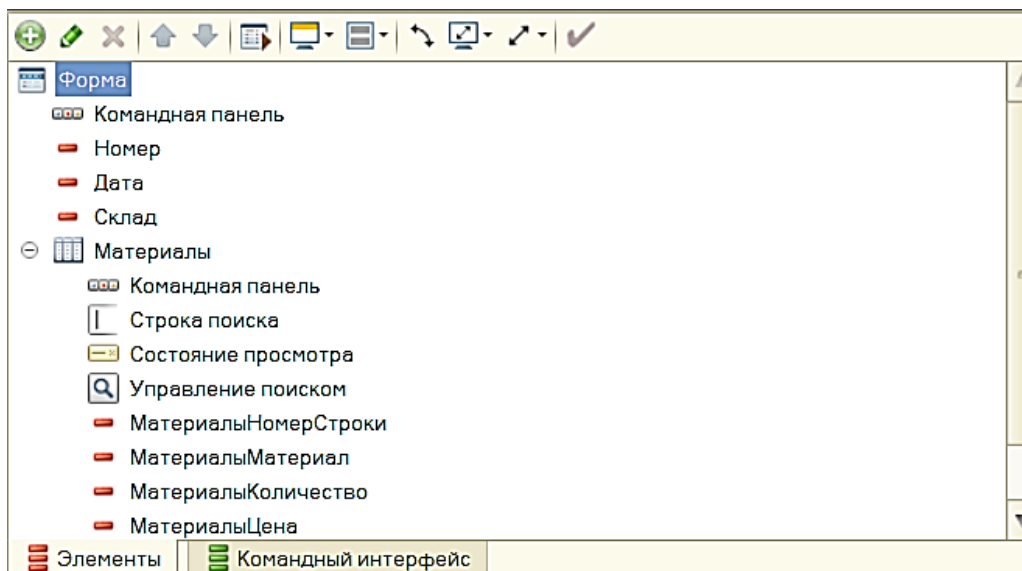 Форма
Командная панель
Номер
Дата
Склад
Материалы
Командная панель
Строка поиска
Состояние просмотра
Управление поиском
МатериалыНомерСтроки
МатериалыМатериал
МатериалыКоличество
МатериалыЦена
Элементы Командный интерфейс